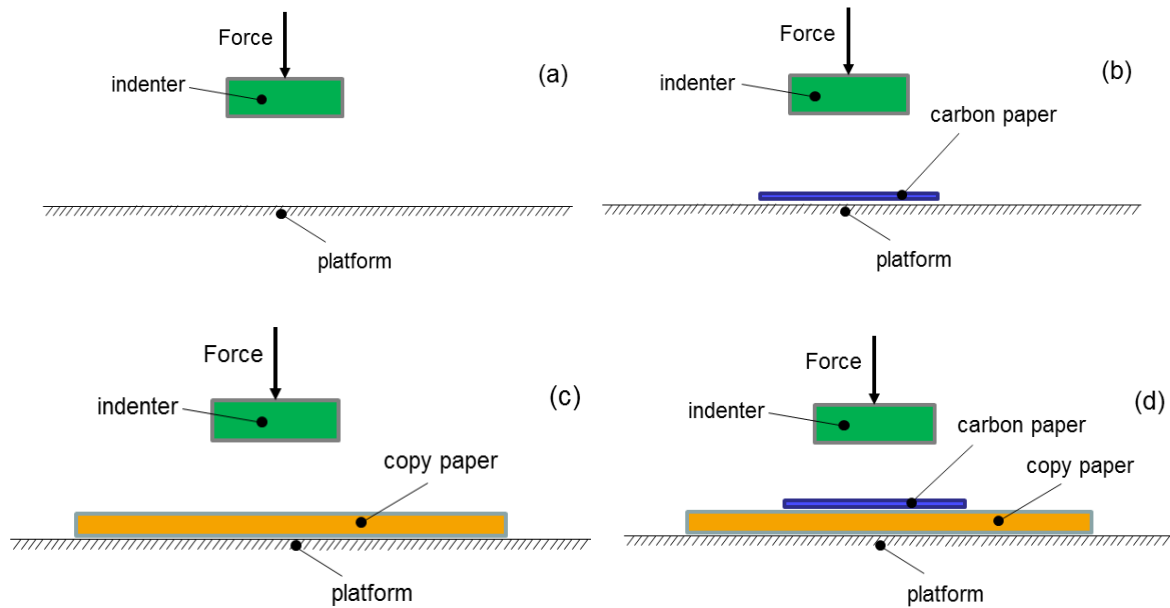 Force
(a)
indenter
platform
Force
(b)
indenter
carbon paper
platform
Force
(c)
indenter
copy paper
platform
Force
(d)
indenter
carbon paper
copy paper
platform